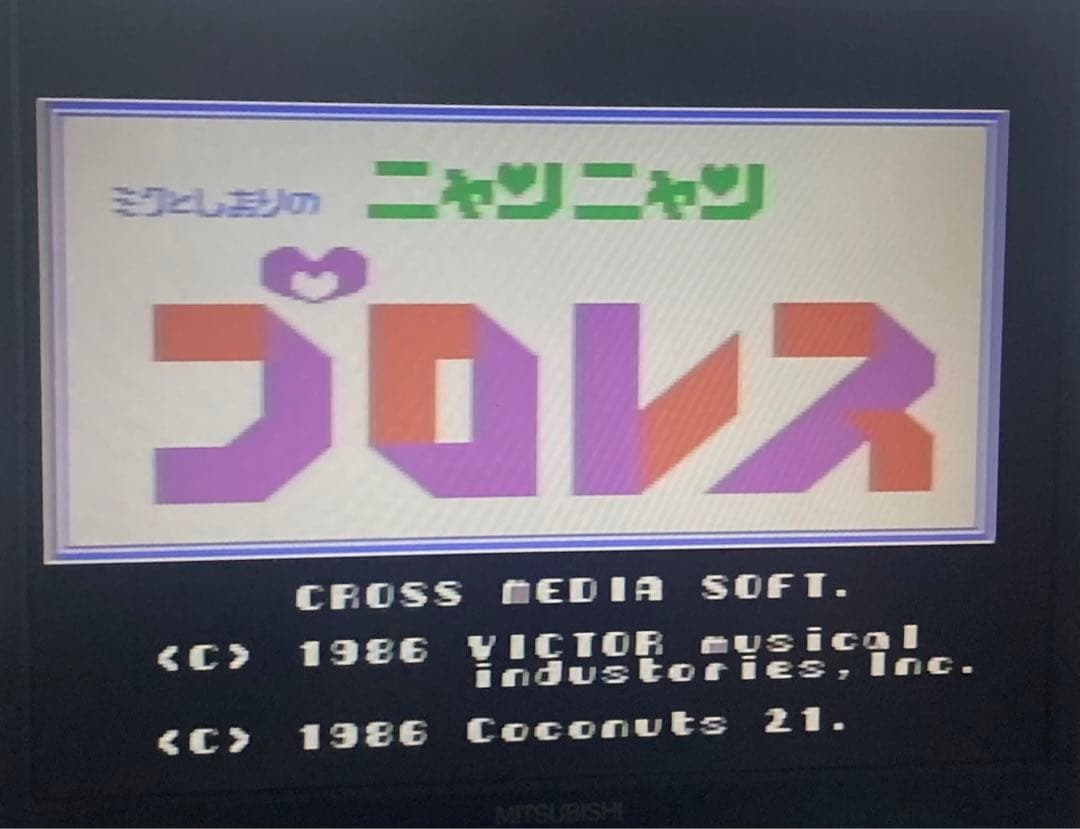 ミクとしおりの ニャンニャン
プロレス
CROSS MEDIA SOFT.
<C> 1986 VICTOR musical
industories,Inc.
<C> 1986 Coconuts 21.
MITSUBISHI